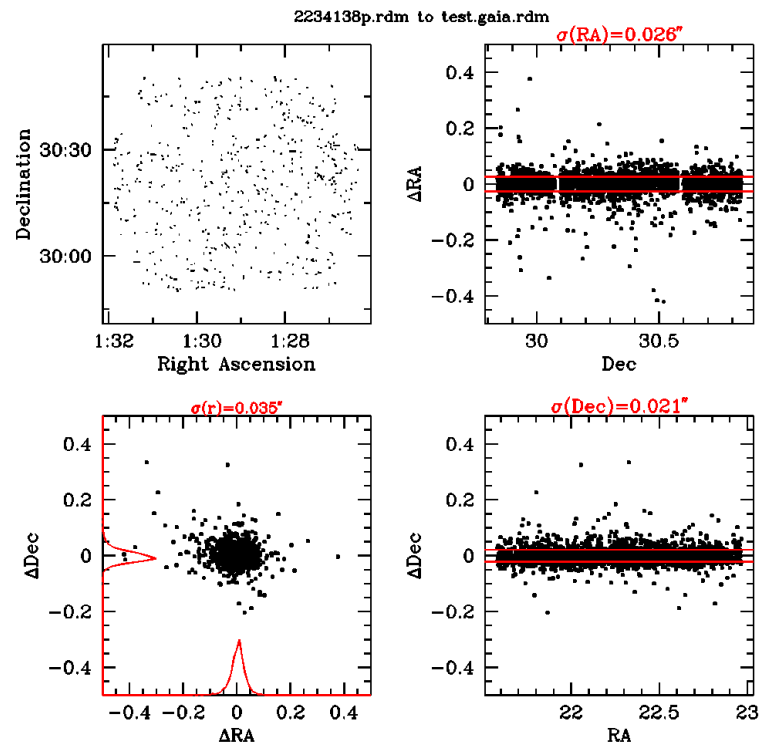 2234138p.rdm to test.gaia.rdm
Declination
30:30
30:00
1:32 1:30 1:28
Right Ascension
σ(RA)=0.026"
ΔRA
0.4
0.2
0
−0.2
−0.4
30 30.5
Dec
σ(r)=0.035"
ΔDec
0.4
0.2
0
−0.2
−0.4
−0.4 −0.2 0 0.2 0.4
ΔRA
σ(Dec)=0.021"
ΔDec
0.4
0.2
0
−0.2
−0.4
22 22.5 23
RA